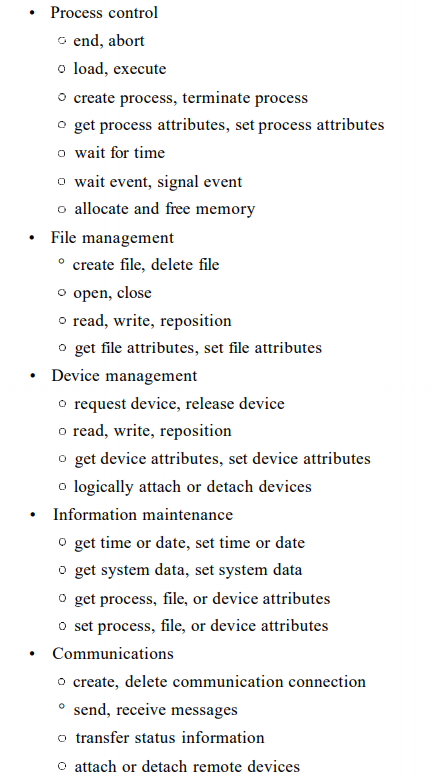 • Process control
○ end, abort
○ load, execute
○ create process, terminate process
○ get process attributes, set process attributes
○ wait for time
○ wait event, signal event
○ allocate and free memory
• File management
° create file, delete file
○ open, close
○ read, write, reposition
○ get file attributes, set file attributes
• Device management
○ request device, release device
○ read, write, reposition
○ get device attributes, set device attributes
○ logically attach or detach devices
• Information maintenance
○ get time or date, set time or date
○ get system data, set system data
○ get process, file, or device attributes
○ set process, file, or device attributes
• Communications
○ create, delete communication connection
° send, receive messages
○ transfer status information
○ attach or detach remote devices